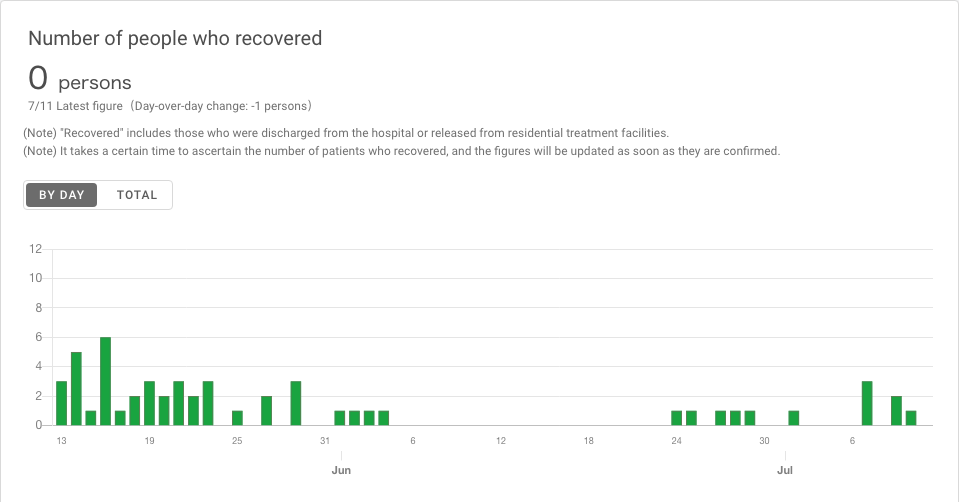 Number of people who recovered
0 persons
7/11 Latest figure（Day-over-day change: -1 persons）
(Note) "Recovered" includes those who were discharged from the hospital or released from residential treatment facilities.
(Note) It takes a certain time to ascertain the number of patients who recovered, and the figures will be updated as soon as they are confirmed.
BY DAY TOTAL
12
10
8
6
4
2
0
13 19 25 31 6 12 18 24 30 6
Jun Jul